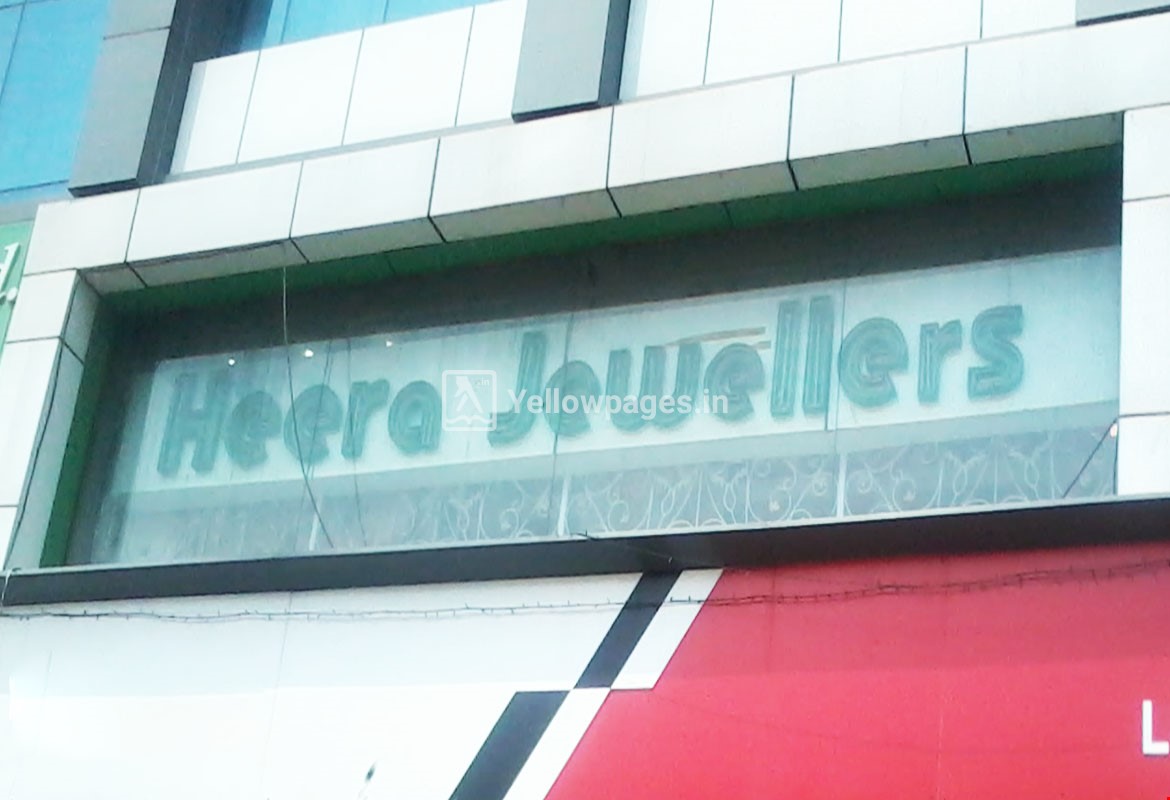 d.
Heera Jewellers
Yellowpages.in
L